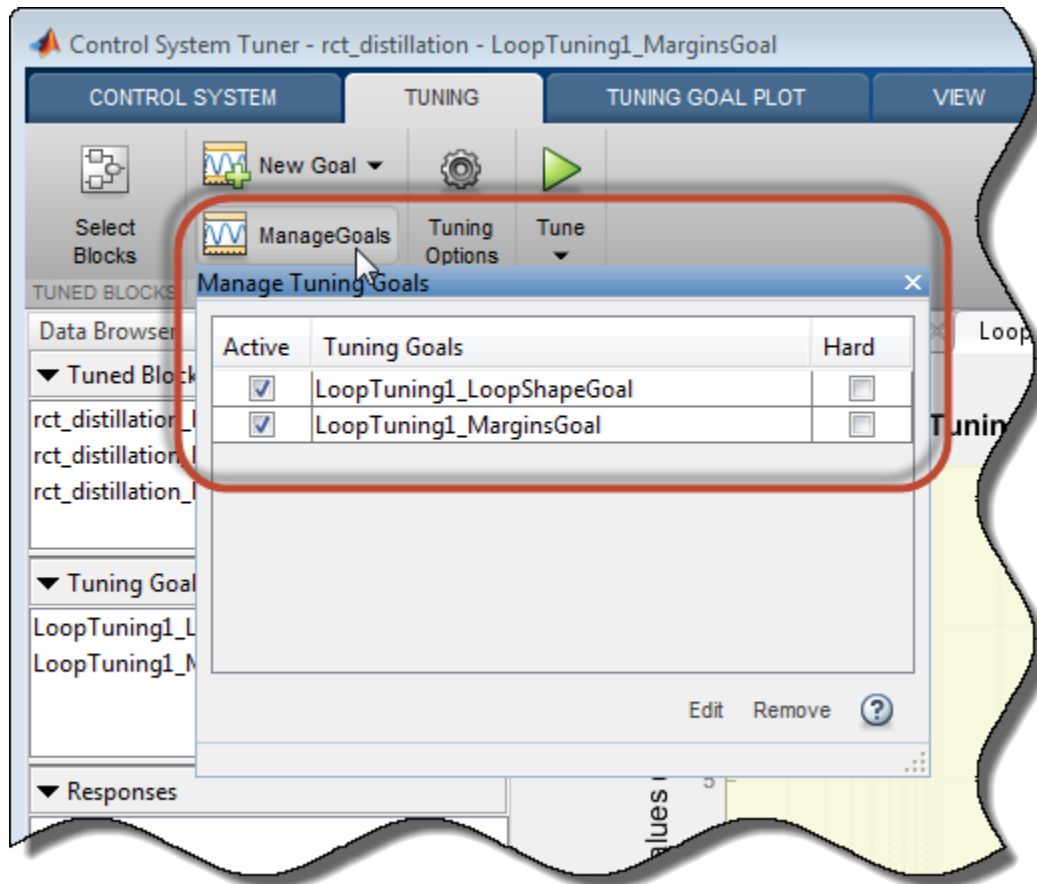 Control System Tuner - rct_distillation - LoopTuning1_MarginsGoal
CONTROL SYSTEM TUNING TUNING GOAL PLOT VIEW
New Goal
Select Blocks
ManageGoals
Tuning Options
Tune
TUNED BLOCKS
Manage Tuning Goals
Data Browser
Active Tuning Goals Hard
LoopTuning1_LoopShapeGoal
LoopTuning1_MarginsGoal
Tuned Block
rct_distillation_
rct_distillation_
rct_distillation_
Tuning Goal
LoopTuning1_L
LoopTuning1_M
Edit Remove ?
Responses
Loop
Tunin
5
alues